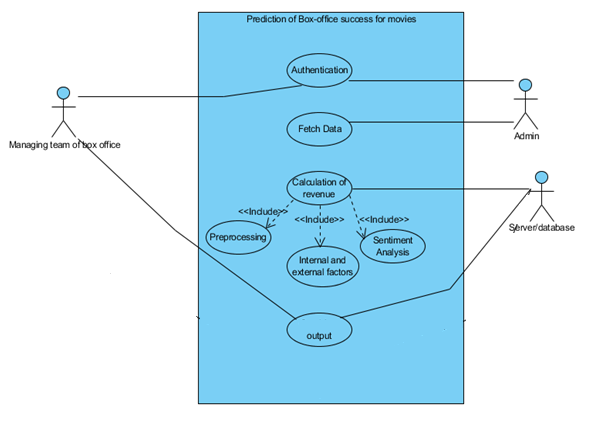 Prediction of Box-office success for movies
Authentication
Managing team of box office
Admin
Fetch Data
Calculation of
revenue
Server/database
<<Include>>
<<Include>>
<<Include>>
Preprocessing
Sentiment
Analysis
Internal and
external factors
output